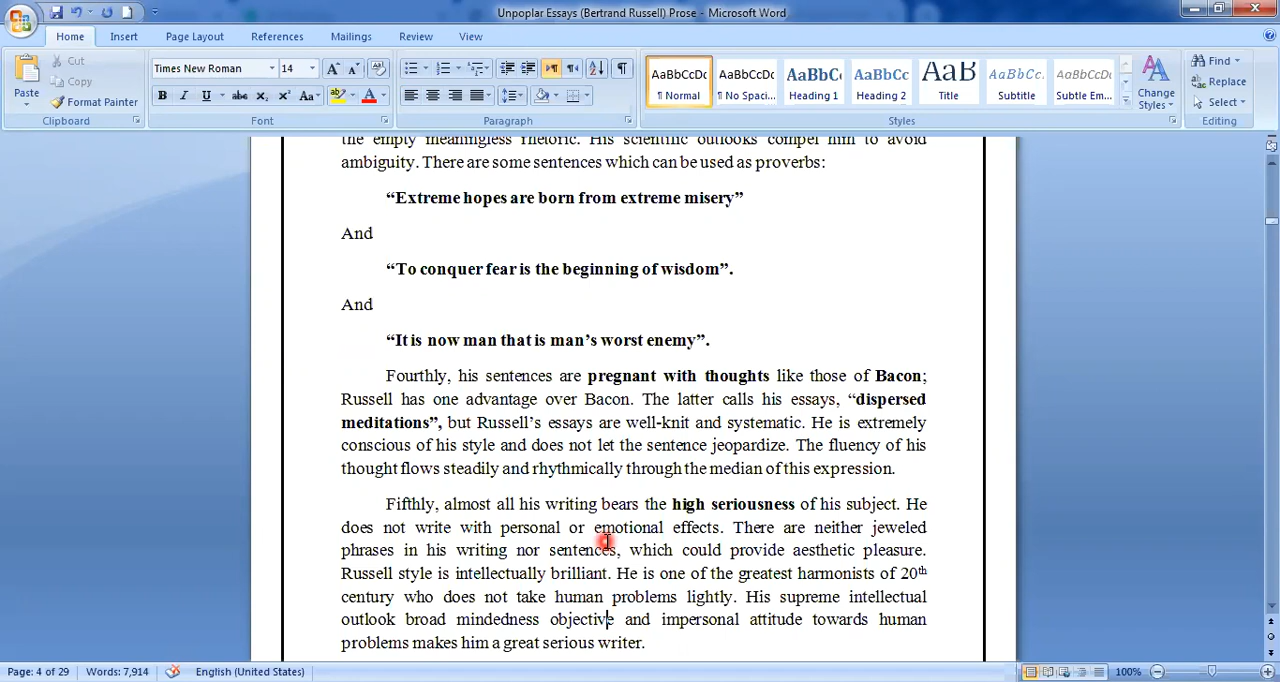 Unpoplar Essays (Bertrand Russell) Prose - Microsoft Word
Home Insert Page Layout References Mailings Review View
Paste
Cut
Copy
Format Painter
Clipboard
Times New Roman 14
Font
Paragraph
AaBbCcDc AaBbCcDc AaBbC AaBbCc AaB AaBbCc. AaBbCcDc
¶ Normal ¶ No Spaci... Heading 1 Heading 2 Title Subtitle Subtle Em...
Change Styles
Styles
Find
Replace
Select
Editing
the empty meaningless rhetoric. His scientific outlooks compel him to avoid
ambiguity. There are some sentences which can be used as proverbs:
“Extreme hopes are born from extreme misery”
And
“To conquer fear is the beginning of wisdom”.
And
“It is now man that is man’s worst enemy”.
Fourthly, his sentences are pregnant with thoughts like those of Bacon;
Russell has one advantage over Bacon. The latter calls his essays, “dispersed
meditations”, but Russell’s essays are well-knit and systematic. He is extremely
conscious of his style and does not let the sentence jeopardize. The fluency of his
thought flows steadily and rhythmically through the median of this expression.
Fifthly, almost all his writing bears the high seriousness of his subject. He
does not write with personal or emotional effects. There are neither jeweled
phrases in his writing nor sentences, which could provide aesthetic pleasure.
Russell style is intellectually brilliant. He is one of the greatest harmonists of 20th
century who does not take human problems lightly. His supreme intellectual
outlook broad mindedness objective and impersonal attitude towards human
problems makes him a great serious writer.
Page: 4 of 29 Words: 7,914 English (United States) 100%